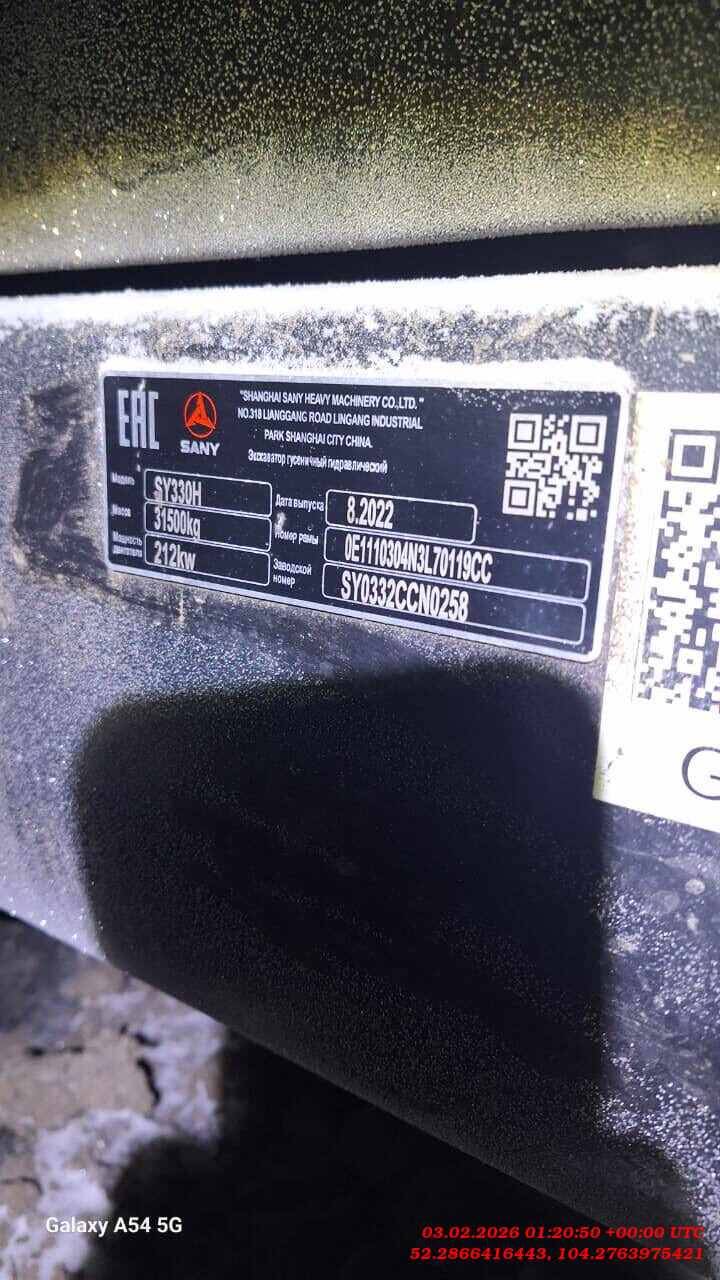 EAC
SANY
"SHANGHAI SANY HEAVY MACHINERY CO.,LTD. "
NO.318 LIANGGANG ROAD LINGANG INDUSTRIAL
PARK SHANGHAI CITY CHINA.
Экскаватор гусеничный гидравлический
Модель SY330H
Дата выпуска 8.2022
Масса 31500kg
Номер рамы 0E1110304N3L70119CC
Мощность двигателя 212kw
Заводской номер SY0332CCN0258
G
Galaxy A54 5G
03.02.2026 01:20:50 +00:00 UTC
52.2866416443, 104.2763975421